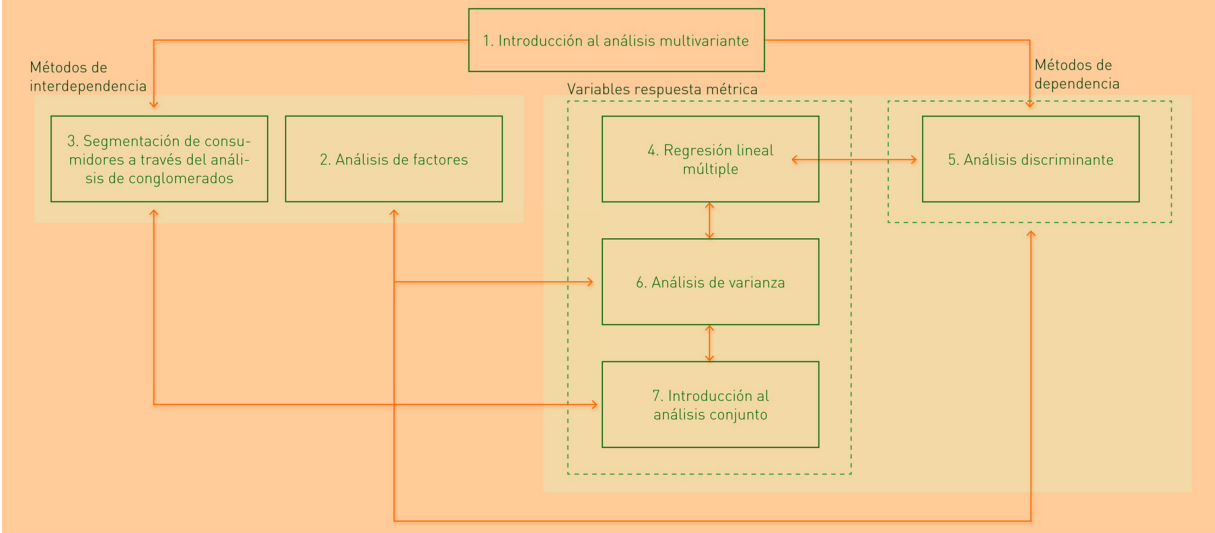 1. Introducción al análisis multivariante
Métodos de
interdependencia
Métodos de
dependencia
Variables respuesta métrica
3. Segmentación de consu-
midores a través del análi-
sis de conglomerados
2. Análisis de factores
4. Regresión lineal
múltiple
5. Análisis discriminante
6. Análisis de varianza
7. Introducción al
análisis conjunto